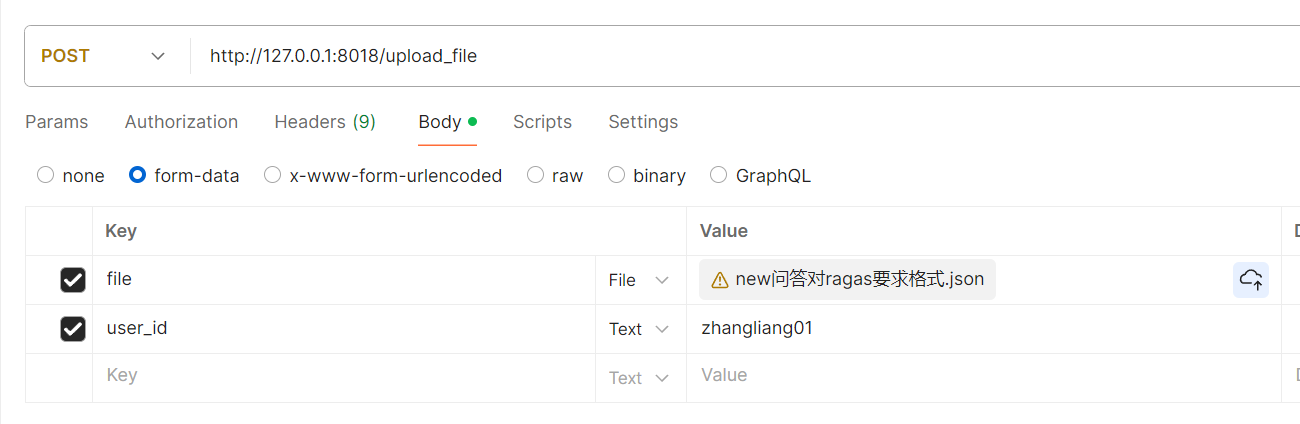 POST http://127.0.0.1:8018/upload_file
Params Authorization Headers (9) Body Scripts Settings
none form-data x-www-form-urlencoded raw binary GraphQL
Key Value
file File new问答对ragas要求格式.json
user_id Text zhangliang01
Key Text Value